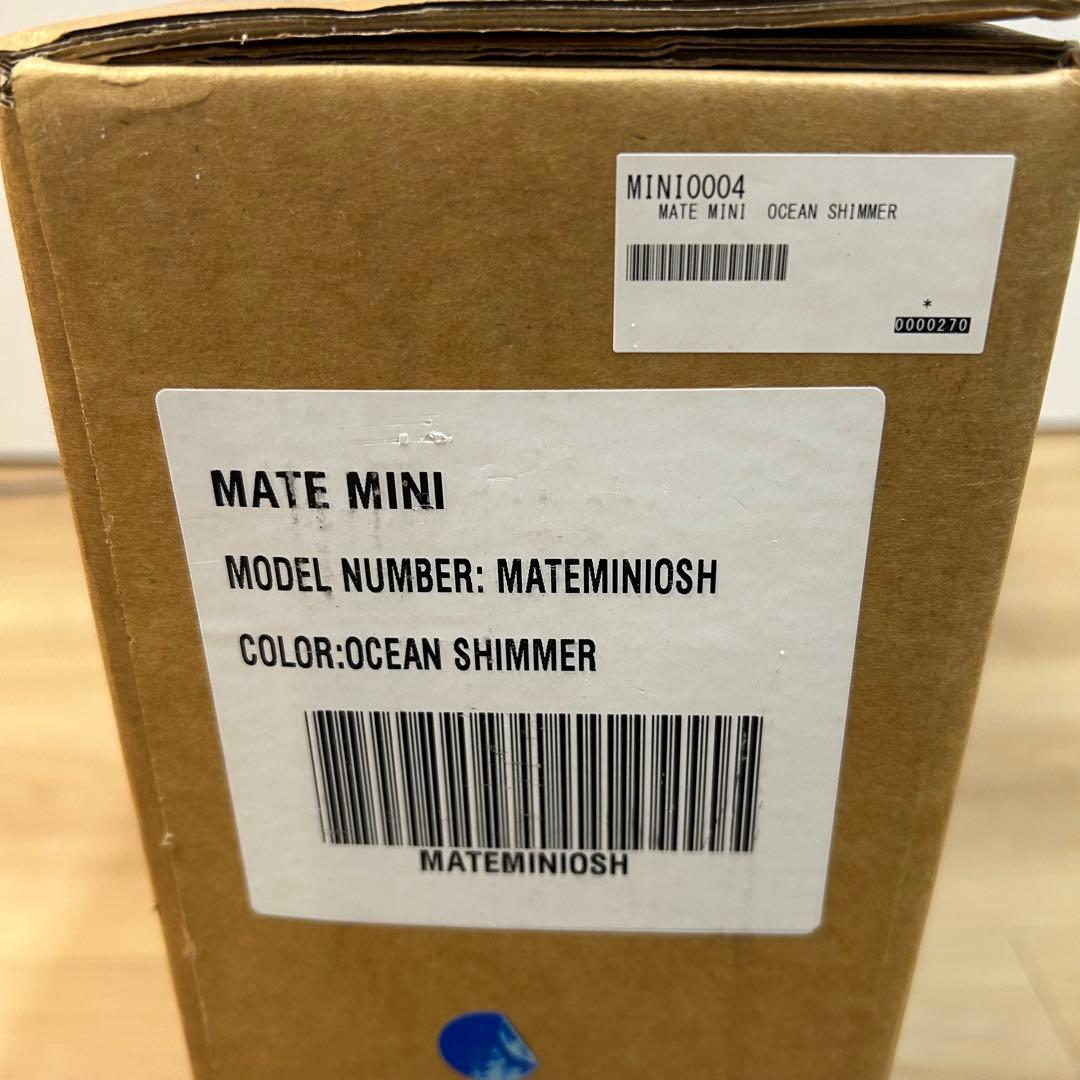 MINI0004
MATE MINI OCEAN SHIMMER
*
0000270
MATE MINI
MODEL NUMBER: MATEMINIOSH
COLOR:OCEAN SHIMMER
MATEMINIOSH